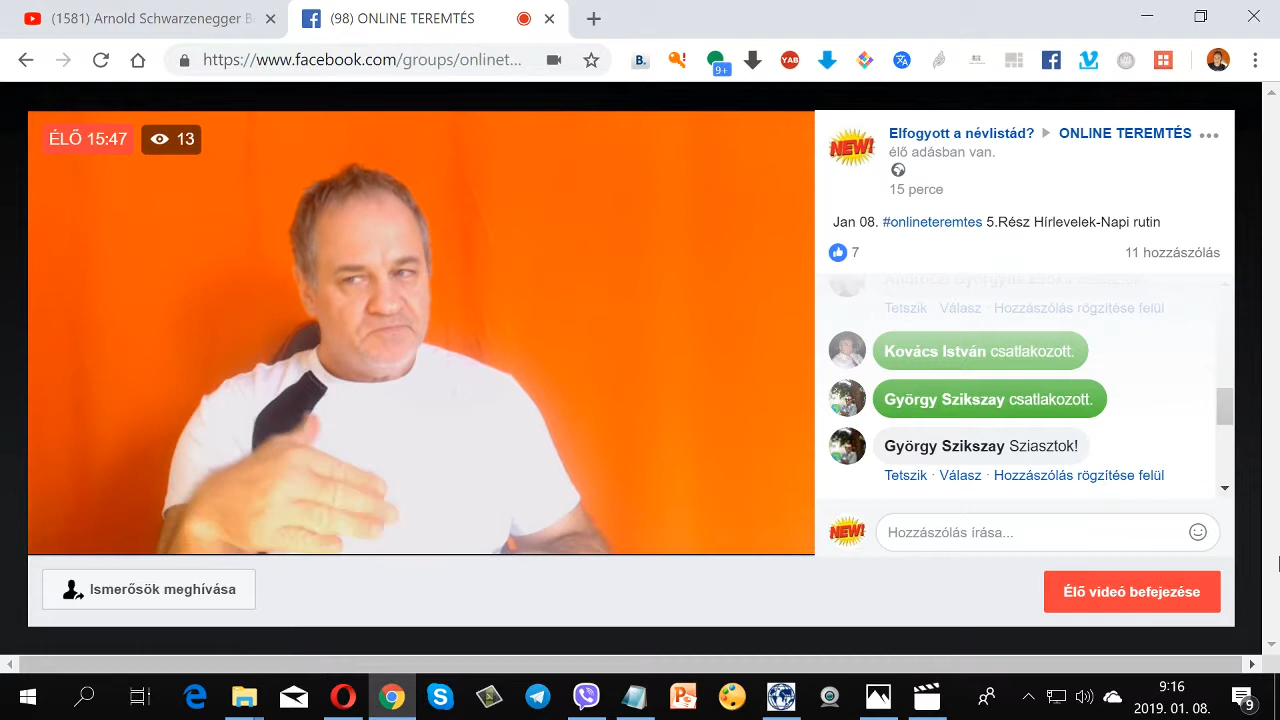 (1581) Arnold Schwarzenegger B
(98) ONLINE TEREMTÉS
https://www.facebook.com/groups/onlinet...
B.
9+
YAB
ÉLŐ 15:47
13
NEW!
Elfogyott a névlistád? ONLINE TEREMTÉS
élő adásban van.
15 perce
Jan 08. #onlineteremtes 5.Rész Hírlevelek-Napi rutin
7
11 hozzászólás
Tetszik · Válasz · Hozzászólás rögzítése felül
Kovács István csatlakozott.
György Szikszay csatlakozott.
György Szikszay Sziasztok!
Tetszik · Válasz · Hozzászólás rögzítése felül
NEW!
Hozzászólás írása...
Ismerősök meghívása
Élő videó befejezése
9:16
2019. 01. 08.
9